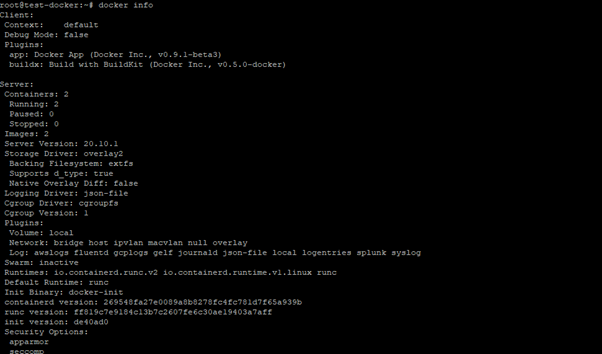 root@test-docker:~# docker info
Client:
 Context:    default
 Debug Mode: false
 Plugins:
  app: Docker App (Docker Inc., v0.9.1-beta3)
  buildx: Build with BuildKit (Docker Inc., v0.5.0-docker)

Server:
 Containers: 2
  Running: 2
  Paused: 0
  Stopped: 0
 Images: 2
 Server Version: 20.10.1
 Storage Driver: overlay2
  Backing Filesystem: extfs
  Supports d_type: true
  Native Overlay Diff: false
 Logging Driver: json-file
 Cgroup Driver: cgroupfs
 Cgroup Version: 1
 Plugins:
  Volume: local
  Network: bridge host ipvlan macvlan null overlay
  Log: awslogs fluentd gcplogs gelf journald json-file local logentries splunk syslog
 Swarm: inactive
 Runtimes: io.containerd.runc.v2 io.containerd.runtime.v1.linux runc
 Default Runtime: runc
 Init Binary: docker-init
 containerd version: 269548fa27e0089a8b8278fc4fc781d7f65a939b
 runc version: ff819c7e9184c13b7c2607fe6c30ae19403a7aff
 init version: de40ad0
 Security Options:
  apparmor
  seccomp